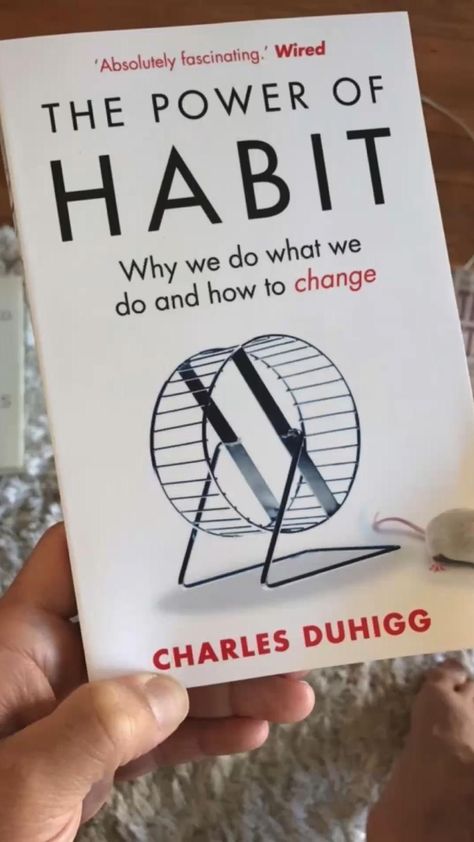 'Absolutely fascinating.' Wired
THE POWER OF
HABIT
Why we do what we
do and how to change
CHARLES DUHIGG